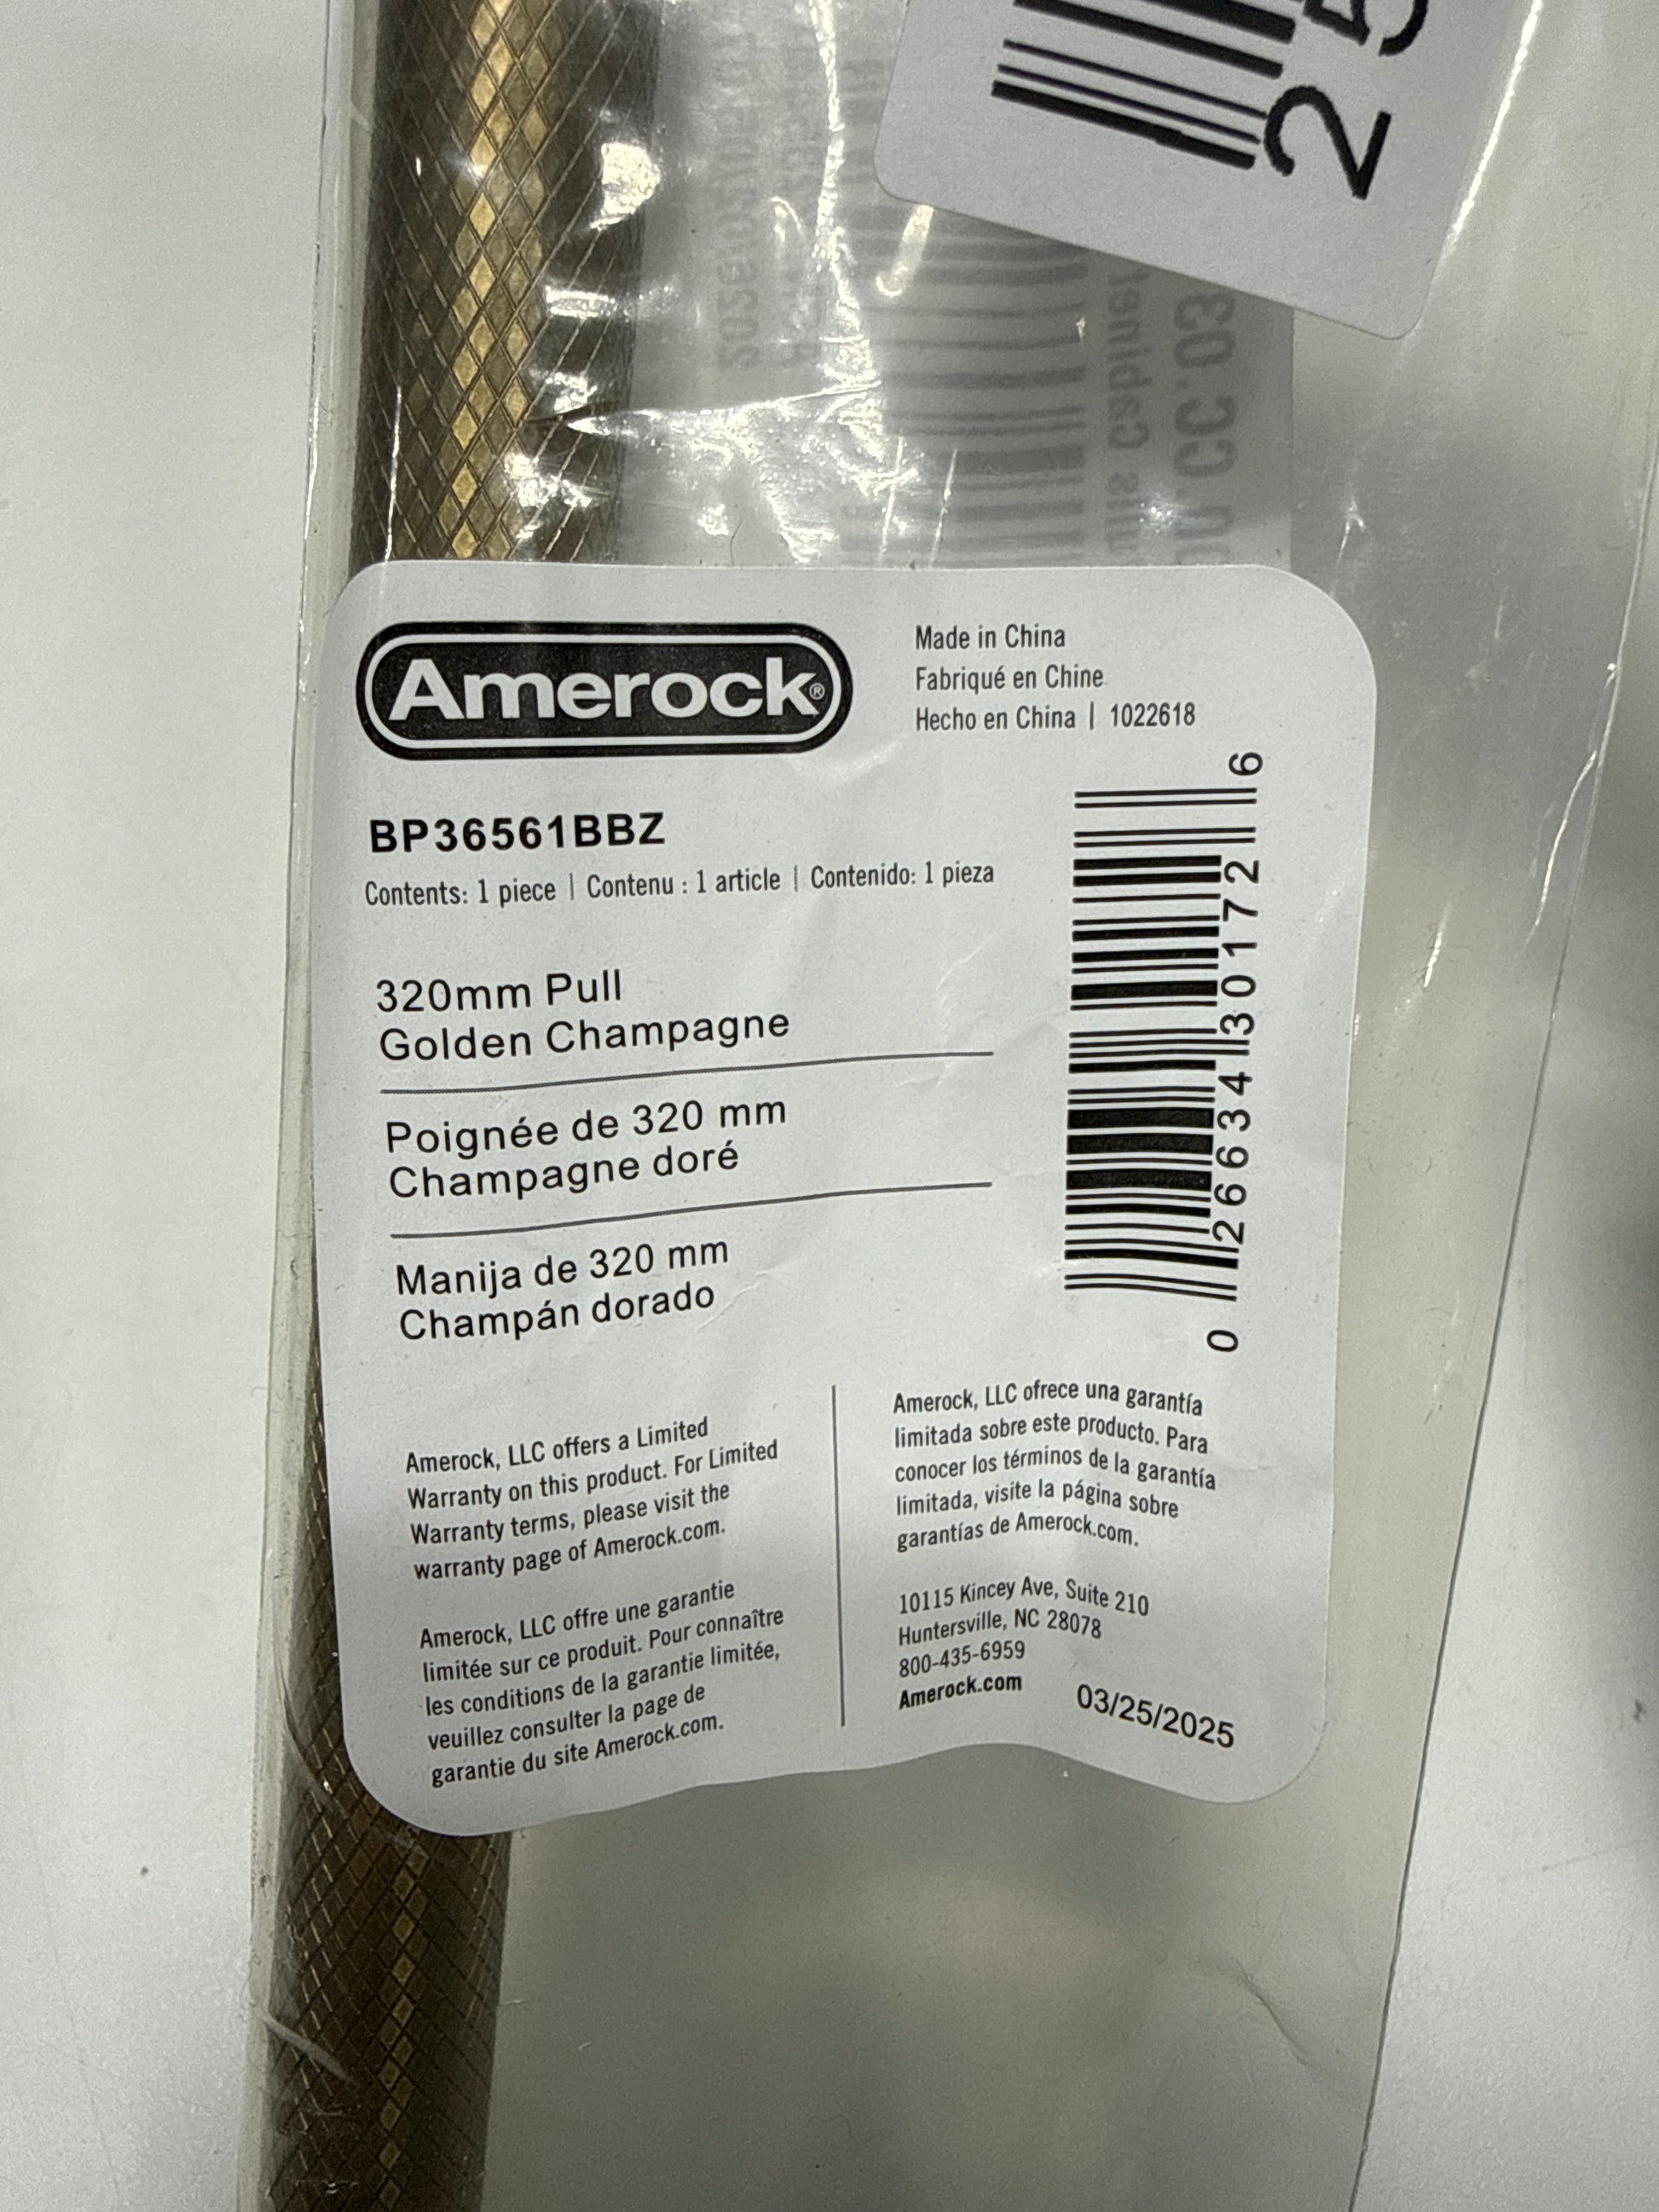 25
Amerock®
Made in China
Fabriqué en Chine
Hecho en China | 1022618
BP36561BBZ
Contents: 1 piece | Contenu : 1 article | Contenido: 1 pieza
320mm Pull
Golden Champagne
Poignée de 320 mm
Champagne doré
Manija de 320 mm
Champán dorado
0 26634 30172 6
Amerock, LLC offers a Limited
Warranty on this product. For Limited
Warranty terms, please visit the
warranty page of Amerock.com.
Amerock, LLC offre une garantie
limitée sur ce produit. Pour connaître
les conditions de la garantie limitée,
veuillez consulter la page de
garantie du site Amerock.com.
Amerock, LLC ofrece una garantía
limitada sobre este producto. Para
conocer los términos de la garantía
limitada, visite la página sobre
garantías de Amerock.com.
10115 Kincey Ave, Suite 210
Huntersville, NC 28078
800-435-6959
Amerock.com
03/25/2025